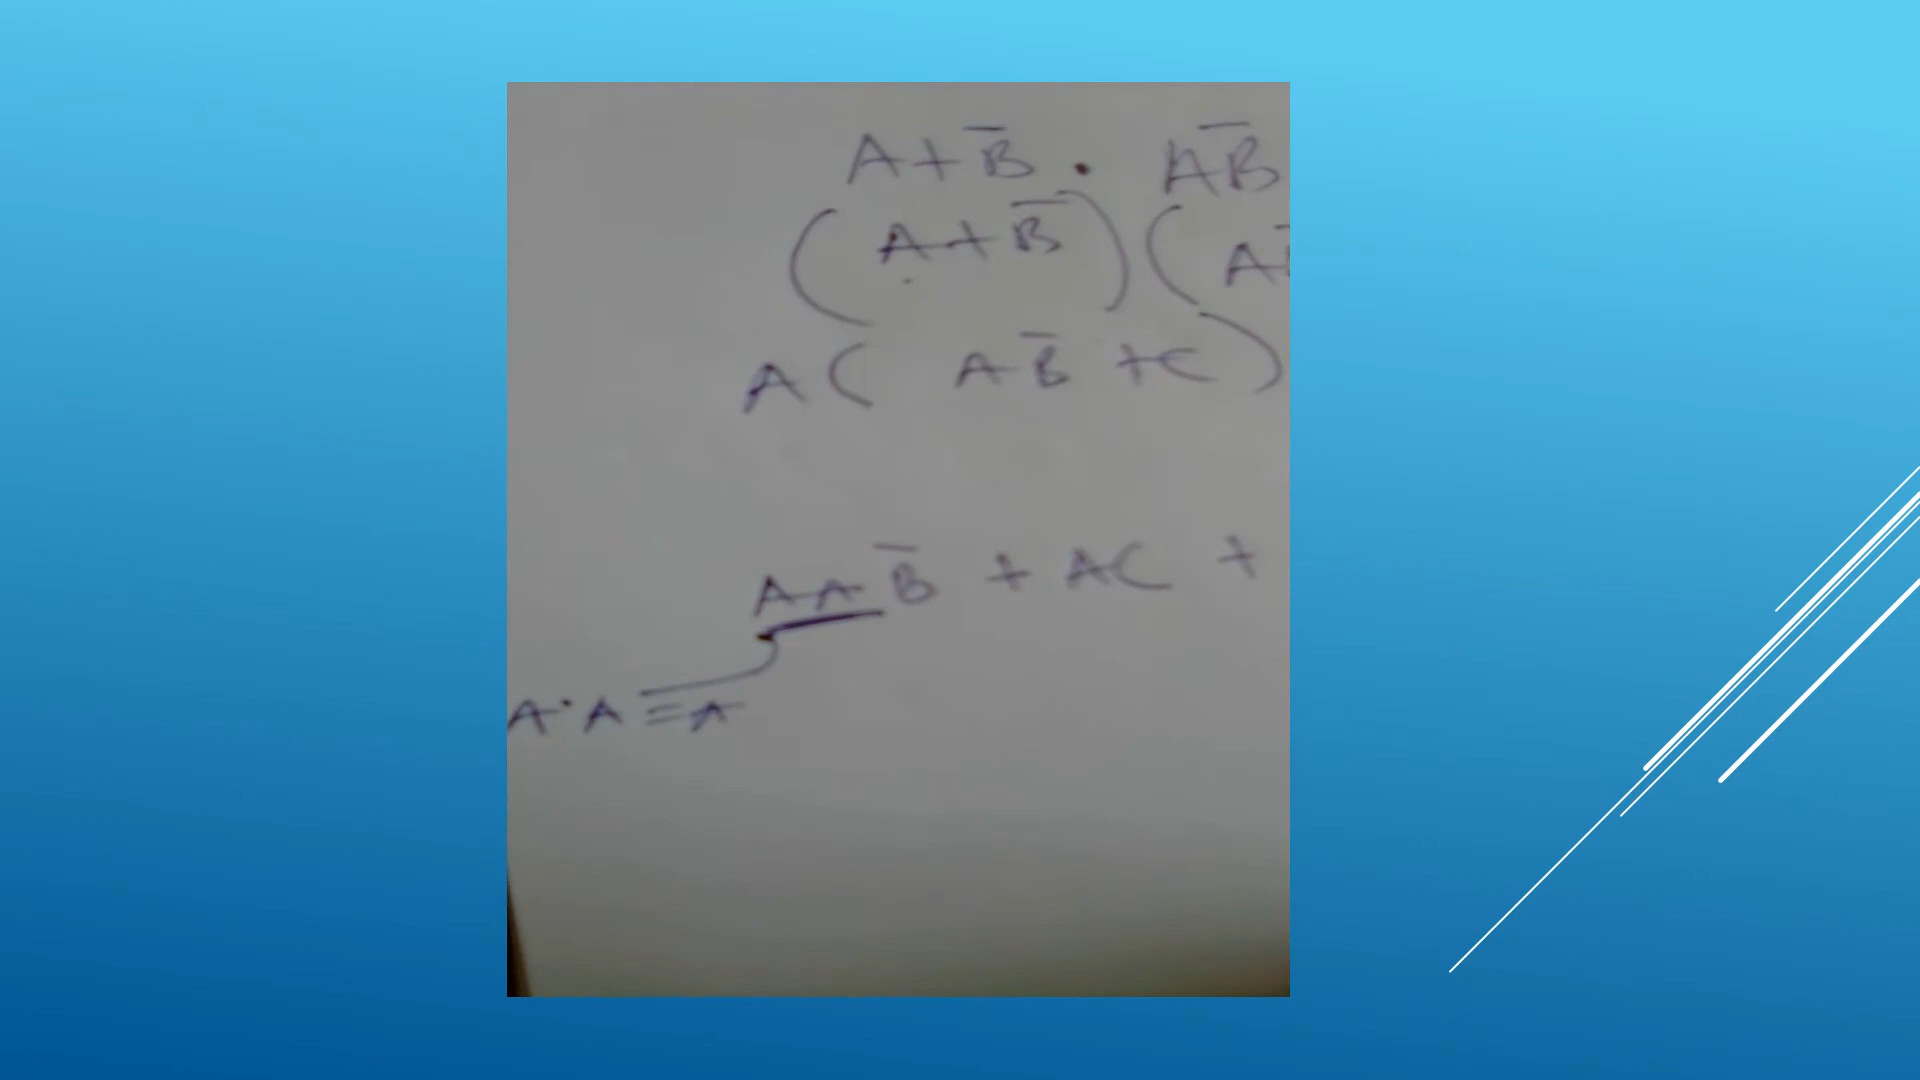 A + B̅ · AB̅
(A + B̅)(A
A(AB̅ + C)
AAB̅ + AC +
A·A = A